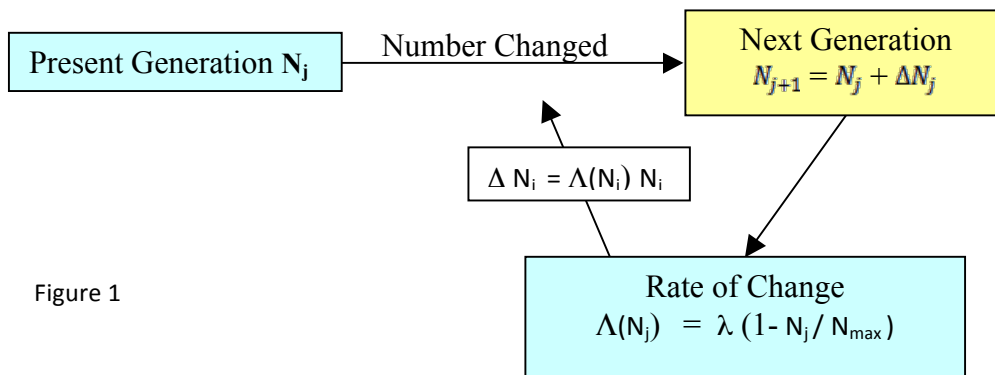 Present Generation Nj
Number Changed
Next Generation
Nj+1 = Nj + ΔNj
Δ Ni = Λ(Ni) Ni
Rate of Change
Λ(Nj) = λ (1- Nj / Nmax)
Figure 1